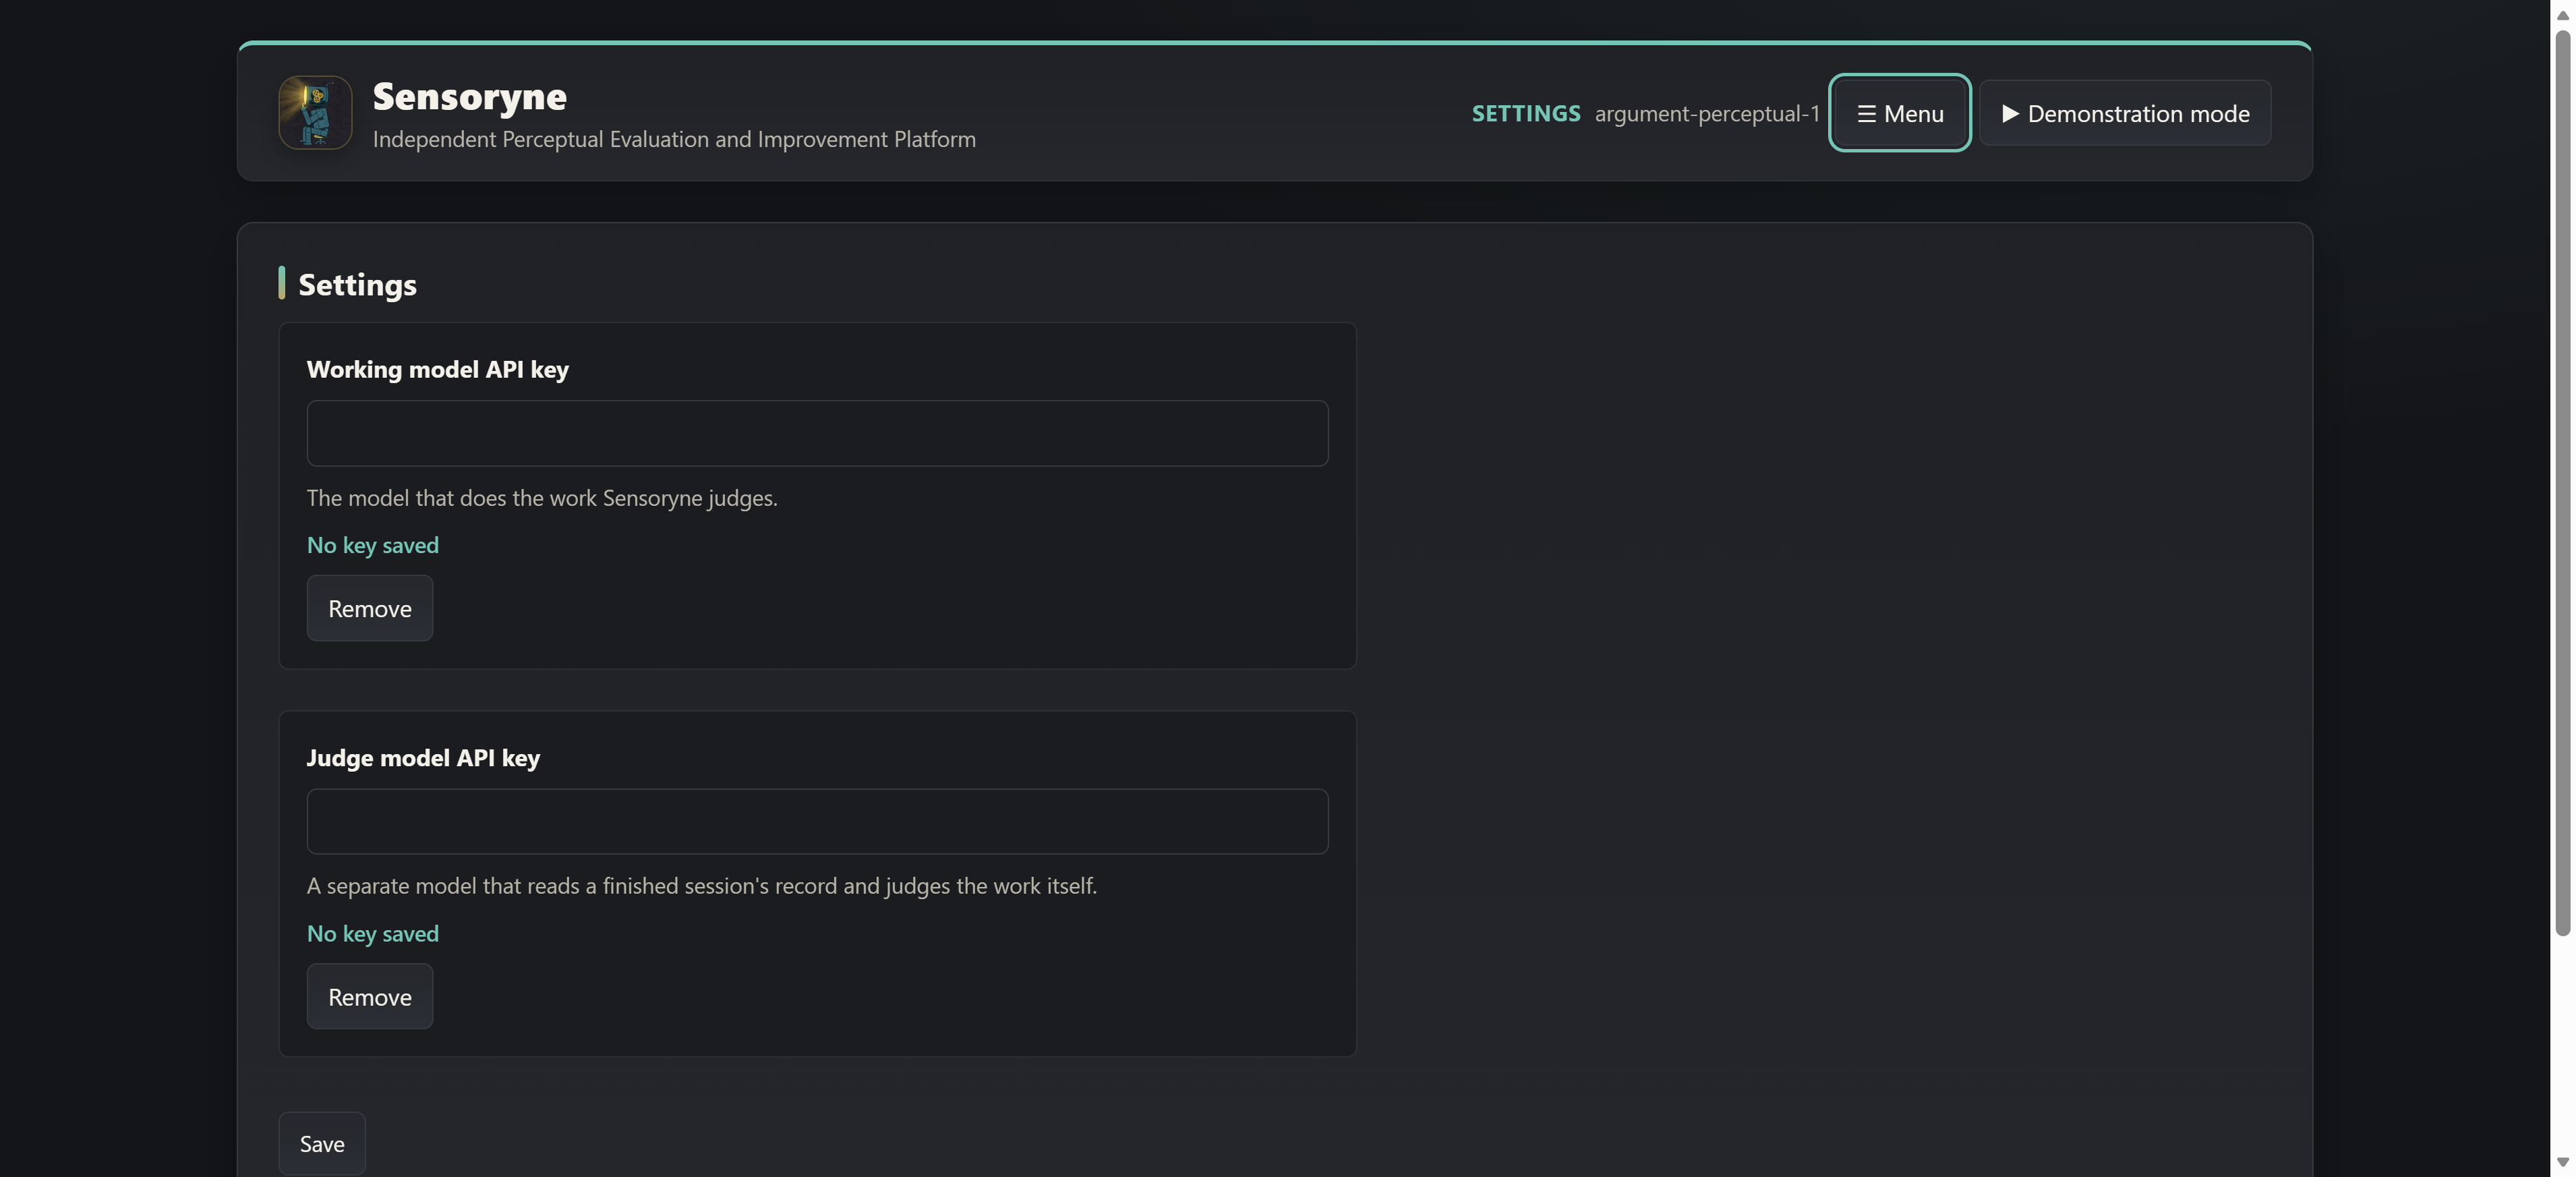 Sensoryne
Independent Perceptual Evaluation and Improvement Platform
SETTINGS argument-perceptual-1 ☰ Menu ▶ Demonstration mode
Settings
Working model API key
The model that does the work Sensoryne judges.
No key saved
Remove
Judge model API key
A separate model that reads a finished session's record and judges the work itself.
No key saved
Remove
Save